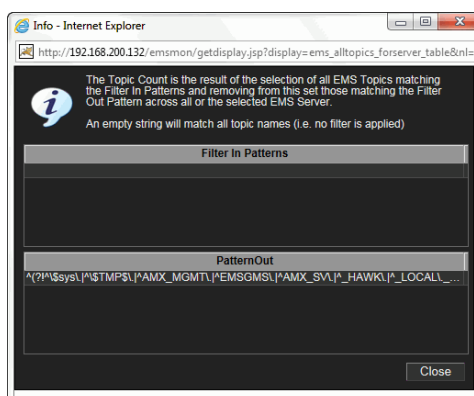 Info - Internet Explorer
http://192.168.200.132/emsmon/getdisplay.jsp?display=ems_alltopics_forserver_table&nl=
The Topic Count is the result of the selection of all EMS Topics matching
the Filter In Patterns and removing from this set those matching the Filter
Out Pattern across all or the selected EMS Server.
An empty string will match all topic names (i.e. no filter is applied)
Filter In Patterns
PatternOut
^(?!^\$sys\.|^\$TMP$\.|^AMX_MGMT\.|^EMSGMS\.|^AMX_SV\.|^_HAWK\.|^_LOCAL\._...
Close